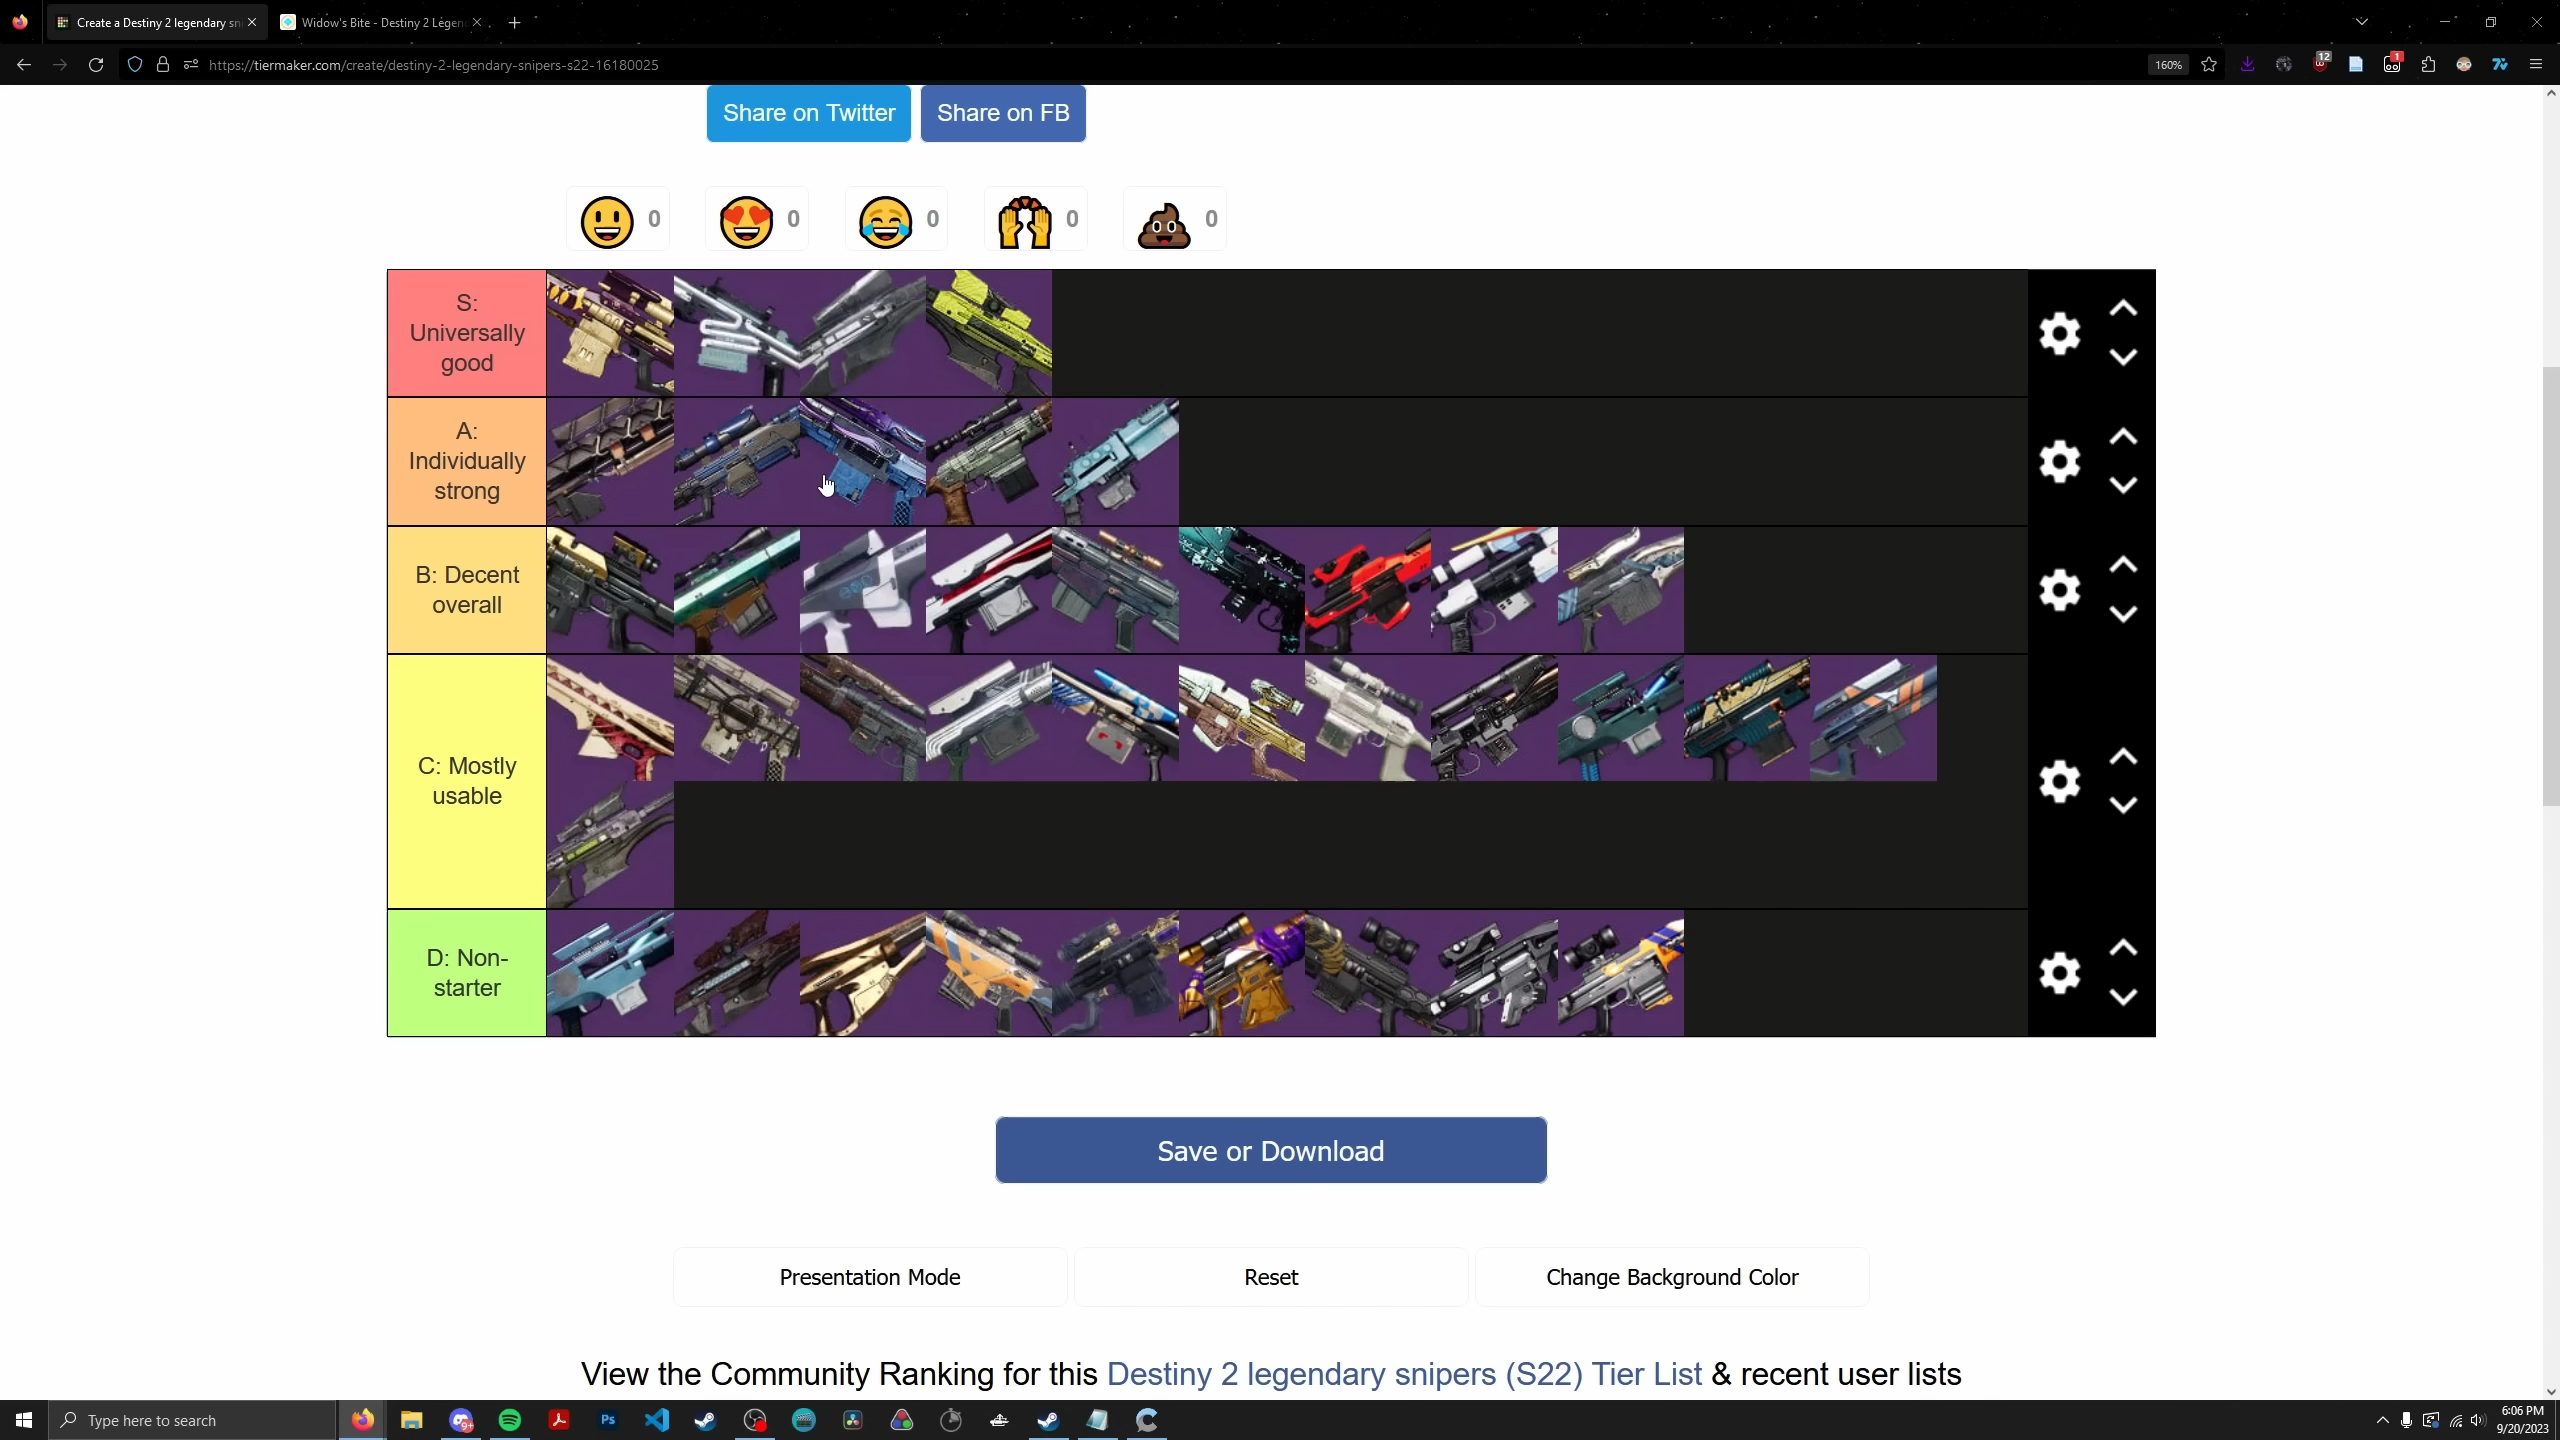 Create a Destiny 2 legendary sn
Widow's Bite - Destiny 2 Legen
https://tiermaker.com/create/destiny-2-legendary-snipers-s22-16180025
160%
12
1
Share on Twitter
Share on FB
0
0
0
0
0
S:
Universally
good
A:
Individually
strong
B: Decent
overall
C: Mostly
usable
D: Non-
starter
Save or Download
Presentation Mode
Reset
Change Background Color
View the Community Ranking for this Destiny 2 legendary snipers (S22) Tier List & recent user lists
Type here to search
9+
Ps
6:06 PM
9/20/2023